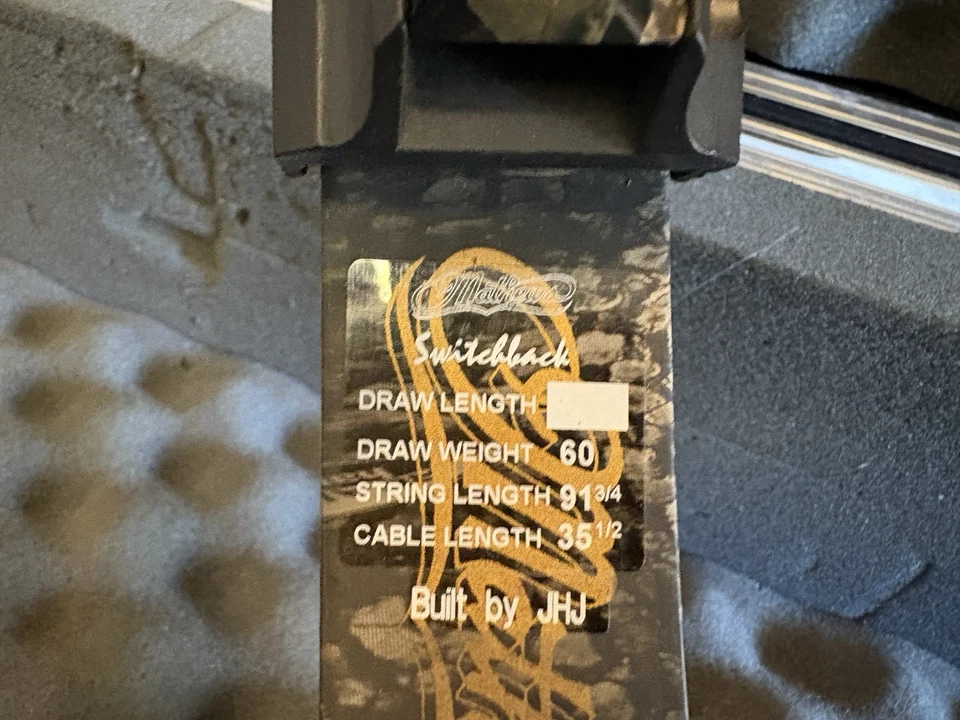 Mathews
Switchback
DRAW LENGTH
DRAW WEIGHT 60
STRING LENGTH 91 3/4
CABLE LENGTH 35 1/2
Built by JHJ